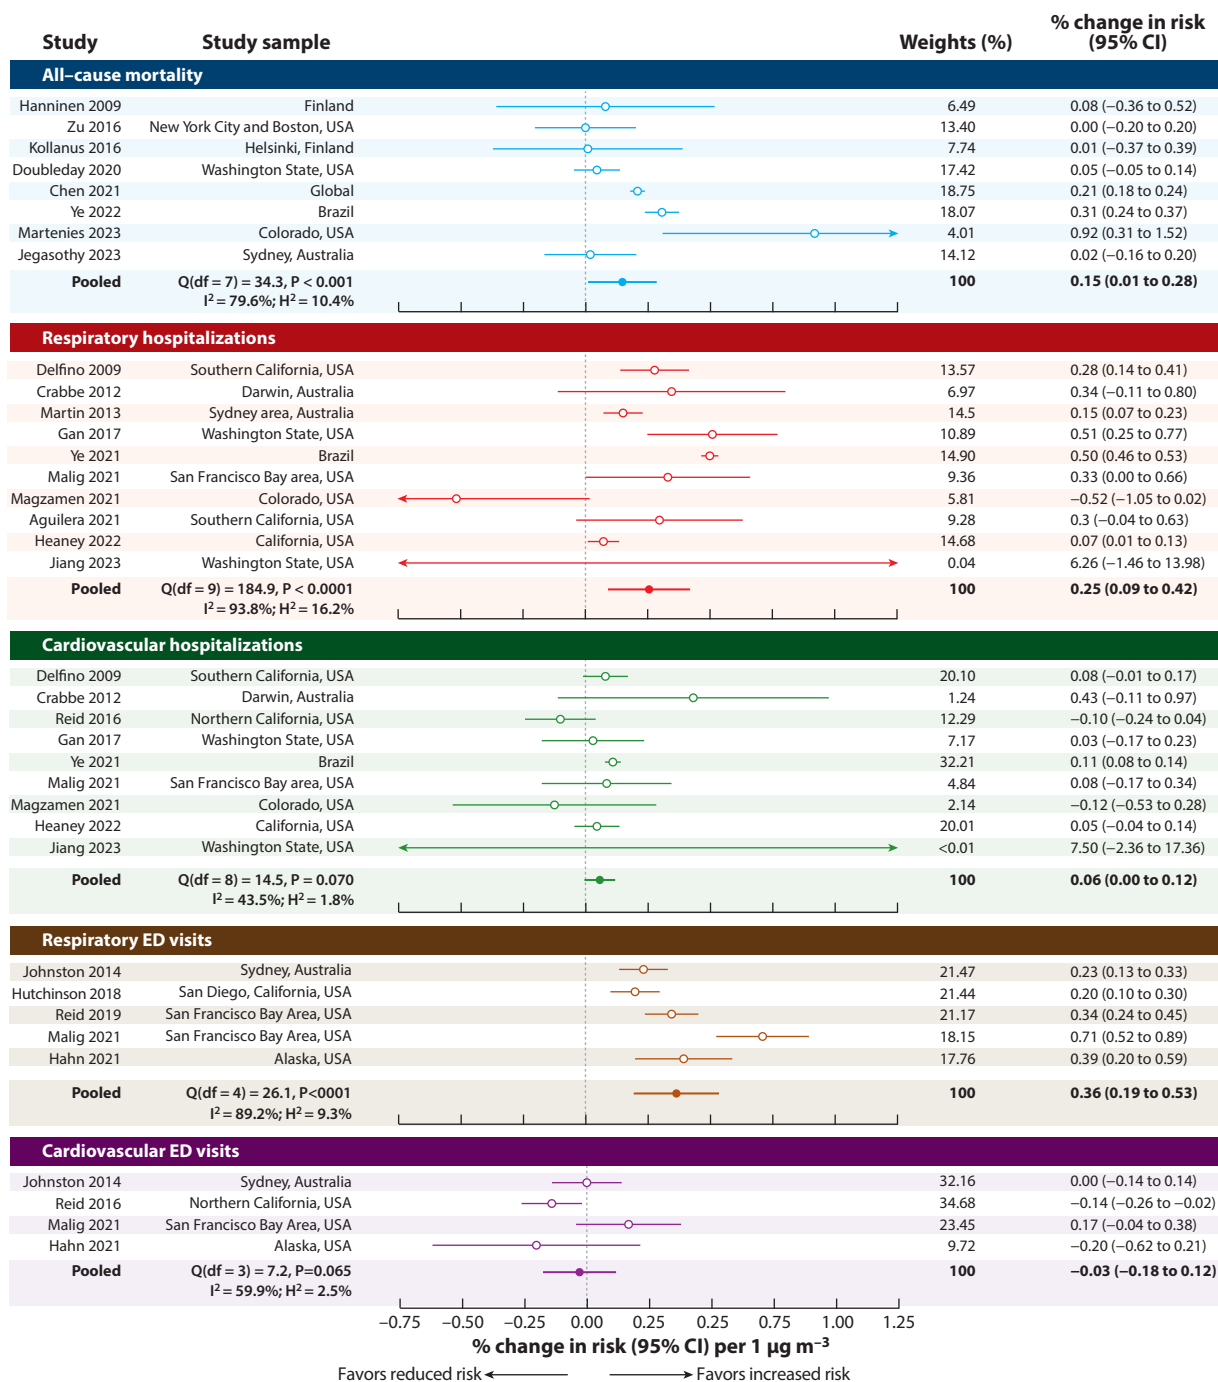 Study Study sample Weights (%) % change in risk (95% CI)
All–cause mortality
Hanninen 2009 Finland 6.49 0.08 (−0.36 to 0.52)
Zu 2016 New York City and Boston, USA 13.40 0.00 (−0.20 to 0.20)
Kollanus 2016 Helsinki, Finland 7.74 0.01 (−0.37 to 0.39)
Doubleday 2020 Washington State, USA 17.42 0.05 (−0.05 to 0.14)
Chen 2021 Global 18.75 0.21 (0.18 to 0.24)
Ye 2022 Brazil 18.07 0.31 (0.24 to 0.37)
Martenies 2023 Colorado, USA 4.01 0.92 (0.31 to 1.52)
Jegasothy 2023 Sydney, Australia 14.12 0.02 (−0.16 to 0.20)
Pooled Q(df = 7) = 34.3, P < 0.001 100 0.15 (0.01 to 0.28)
I² = 79.6%; H² = 10.4%
Respiratory hospitalizations
Delfino 2009 Southern California, USA 13.57 0.28 (0.14 to 0.41)
Crabbe 2012 Darwin, Australia 6.97 0.34 (−0.11 to 0.80)
Martin 2013 Sydney area, Australia 14.5 0.15 (0.07 to 0.23)
Gan 2017 Washington State, USA 10.89 0.51 (0.25 to 0.77)
Ye 2021 Brazil 14.90 0.50 (0.46 to 0.53)
Malig 2021 San Francisco Bay area, USA 9.36 0.33 (0.00 to 0.66)
Magzamen 2021 Colorado, USA 5.81 −0.52 (−1.05 to 0.02)
Aguilera 2021 Southern California, USA 9.28 0.3 (−0.04 to 0.63)
Heaney 2022 California, USA 14.68 0.07 (0.01 to 0.13)
Jiang 2023 Washington State, USA 0.04 6.26 (−1.46 to 13.98)
Pooled Q(df = 9) = 184.9, P < 0.0001 100 0.25 (0.09 to 0.42)
I² = 93.8%; H² = 16.2%
Cardiovascular hospitalizations
Delfino 2009 Southern California, USA 20.10 0.08 (−0.01 to 0.17)
Crabbe 2012 Darwin, Australia 1.24 0.43 (−0.11 to 0.97)
Reid 2016 Northern California, USA 12.29 −0.10 (−0.24 to 0.04)
Gan 2017 Washington State, USA 7.17 0.03 (−0.17 to 0.23)
Ye 2021 Brazil 32.21 0.11 (0.08 to 0.14)
Malig 2021 San Francisco Bay area, USA 4.84 0.08 (−0.17 to 0.34)
Magzamen 2021 Colorado, USA 2.14 −0.12 (−0.53 to 0.28)
Heaney 2022 California, USA 20.01 0.05 (−0.04 to 0.14)
Jiang 2023 Washington State, USA <0.01 7.50 (−2.36 to 17.36)
Pooled Q(df = 8) = 14.5, P = 0.070 100 0.06 (0.00 to 0.12)
I² = 43.5%; H² = 1.8%
Respiratory ED visits
Johnston 2014 Sydney, Australia 21.47 0.23 (0.13 to 0.33)
Hutchinson 2018 San Diego, California, USA 21.44 0.20 (0.10 to 0.30)
Reid 2019 San Francisco Bay Area, USA 21.17 0.34 (0.24 to 0.45)
Malig 2021 San Francisco Bay Area, USA 18.15 0.71 (0.52 to 0.89)
Hahn 2021 Alaska, USA 17.76 0.39 (0.20 to 0.59)
Pooled Q(df = 4) = 26.1, P<0001 100 0.36 (0.19 to 0.53)
I² = 89.2%; H² = 9.3%
Cardiovascular ED visits
Johnston 2014 Sydney, Australia 32.16 0.00 (−0.14 to 0.14)
Reid 2016 Northern California, USA 34.68 −0.14 (−0.26 to −0.02)
Malig 2021 San Francisco Bay Area, USA 23.45 0.17 (−0.04 to 0.38)
Hahn 2021 Alaska, USA 9.72 −0.20 (−0.62 to 0.21)
Pooled Q(df = 3) = 7.2, P=0.065 100 −0.03 (−0.18 to 0.12)
I² = 59.9%; H² = 2.5%
−0.75 −0.50 −0.25 0.00 0.25 0.25 0.75 1.00 1.25
% change in risk (95% CI) per 1 μg m⁻³
Favors reduced risk Favors increased risk